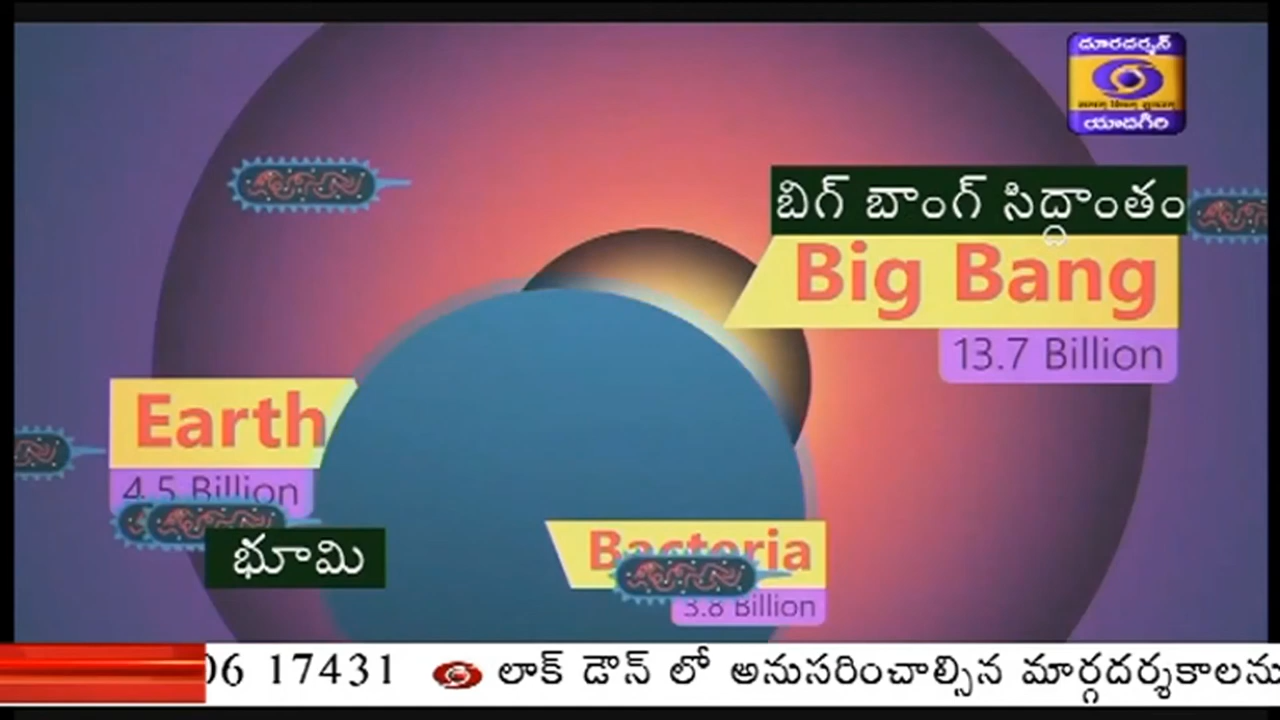 దూరదర్శన్
యాదగిరి
బిగ్ బాంగ్ సిద్ధాంతం
Big Bang
13.7 Billion
Earth
4.5 Billion
భూమి
Bacteria
3.8 Billion
06 17431 లాక్ డౌన్ లో అనుసరించాల్సిన మార్గదర్శకాలను